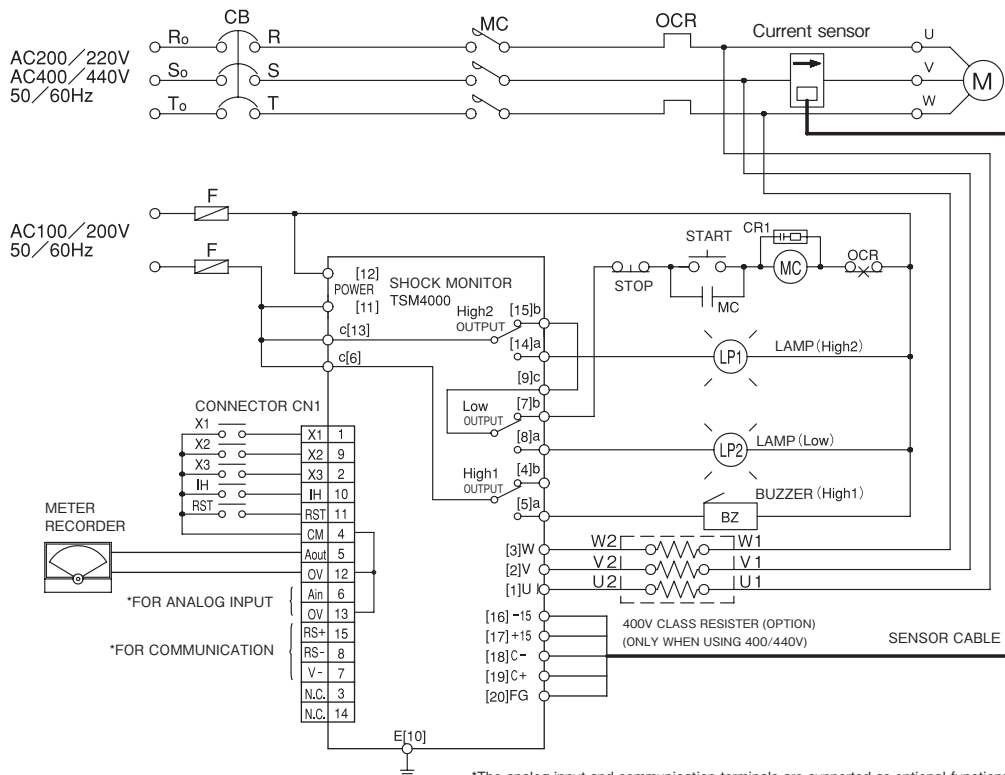 CB
MC
OCR
Current sensor
AC200/220V
AC400/440V
50/60Hz
Ro
R
So
S
To
T
U
V
W
M
F
F
AC100/200V
50/60Hz
[12]
POWER
[11]
SHOCK MONITOR
TSM4000
c[13]
c[6]
High2
OUTPUT
[15]b
[14]a
[9]c
Low
OUTPUT
[7]b
[8]a
High1
OUTPUT
[4]b
[5]a
STOP
START
MC
CR1
MC
OCR
LP1
LAMP(High2)
LP2
LAMP(Low)
BUZZER(High1)
BZ
CONNECTOR CN1
X1
X2
X3
IH
RST
X1 1
X2 9
X3 2
IH 10
RST 11
CM 4
Aout 5
OV 12
Ain 6
OV 13
RS+ 15
RS- 8
V- 7
N.C. 3
N.C. 14
METER
RECORDER
*FOR ANALOG INPUT
*FOR COMMUNICATION
[3]W
[2]V
[1]U
W2
V2
U2
W1
V1
U1
[16]-15
[17]+15
[18]C-
[19]C+
[20]FG
400V CLASS RESISTER (OPTION)
(ONLY WHEN USING 400/440V)
SENSOR CABLE
E[10]